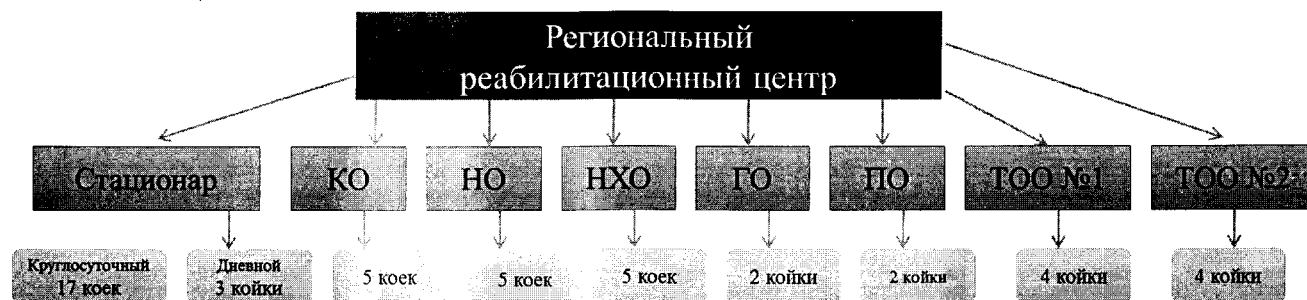 Региональный
реабилитационный центр
Стационар
КО
НО
НХО
ГО
ПО
ТОО №1
ТОО №2
Круглосуточный
17 коек
Дневной
3 койки
5 коек
5 коек
5 коек
2 койки
2 койки
4 койки
4 койки